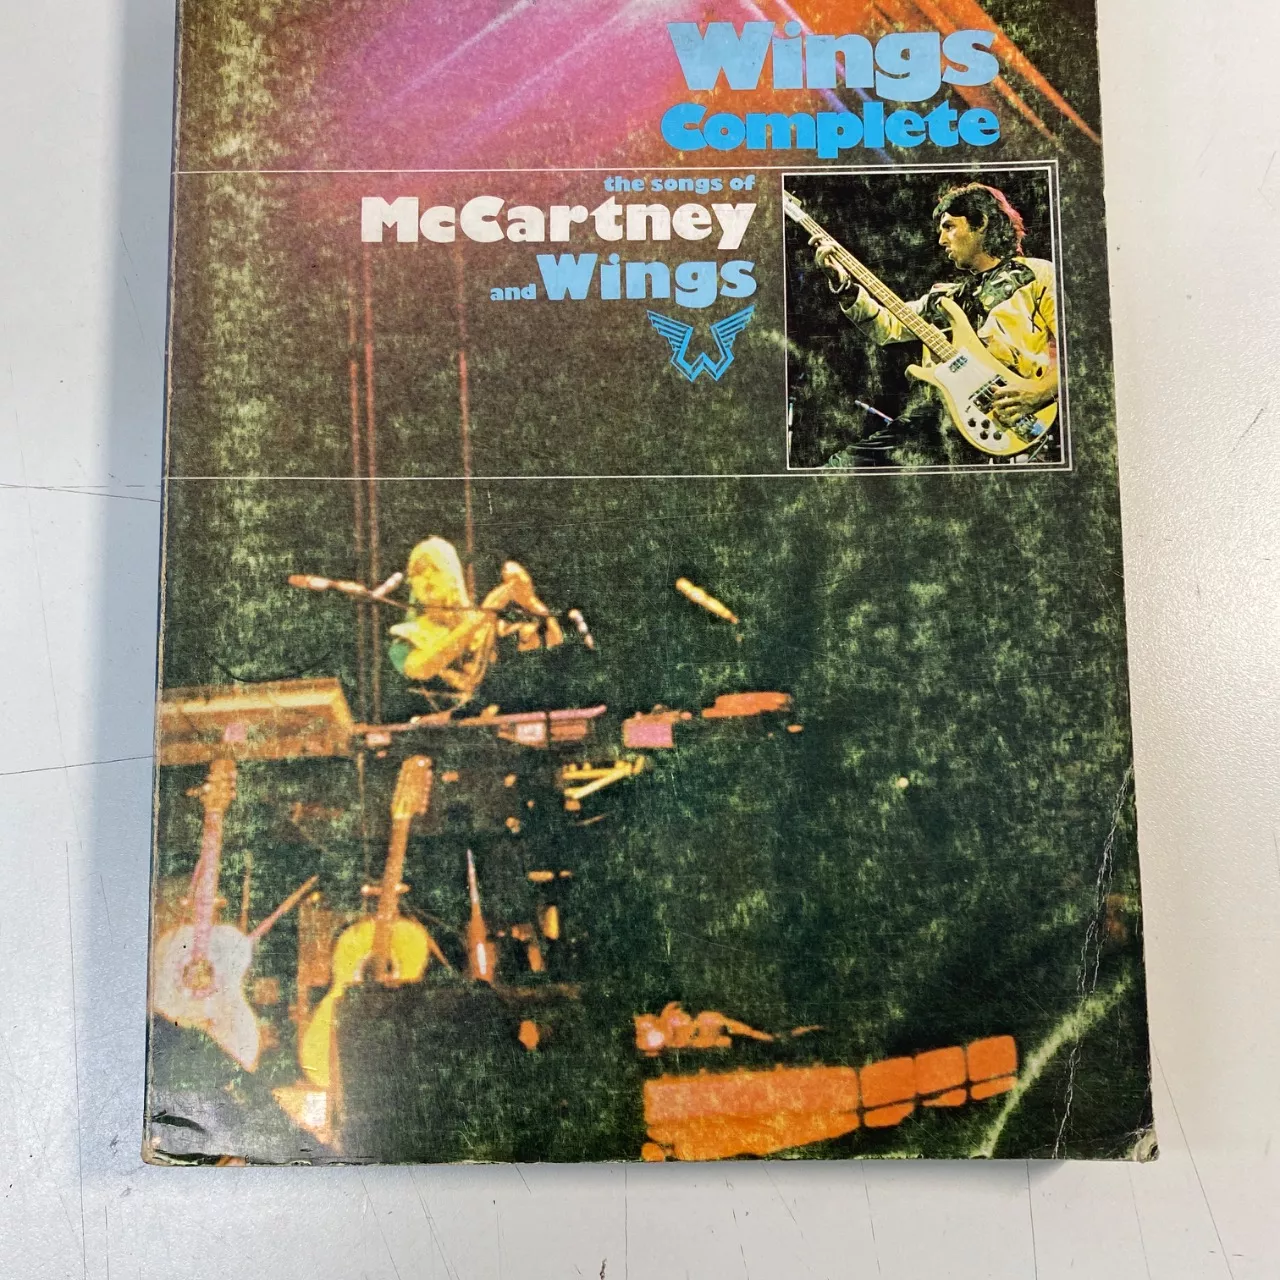 Wings
Complete
the songs of
McCartney
and Wings
W